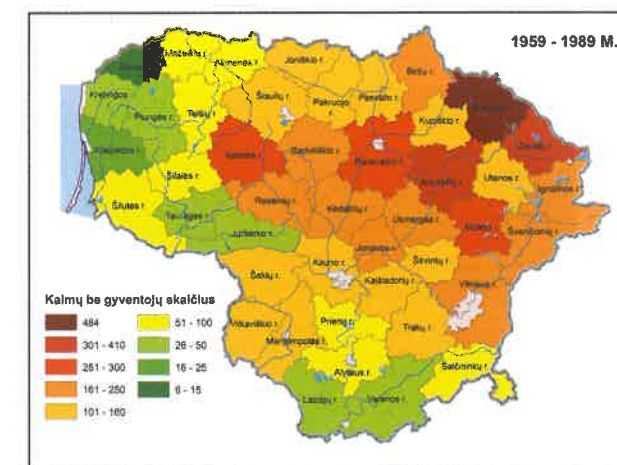 1959 - 1989 M.
Mažeikių r.
Akmenės r.
Joniškio r.
Biržų r.
Kretingos r.
Plungės r.
Telšių r.
Šiaulių r.
Pakruojo r.
Pasvalio r.
Kupiškio r.
Zarasų r.
Klaipėdos r.
Kelmės r.
Radviliškio r.
Panevėžio r.
Anykščių r.
Utenos r.
Ignalinos r.
Šilalės r.
Šilutės r.
Tauragės r.
Raseinių r.
Kėdainių r.
Ukmergės r.
Molėtų r.
Švenčionių r.
Jurbarko r.
Jonavos r.
Širvintų r.
Šakių r.
Kauno r.
Kaišiadorių r.
Vilniaus r.
Kaimų be gyventojų skaičius
484
301 - 410
251 - 300
161 - 250
101 - 160
51 - 100
26 - 50
16 - 25
6 - 15
Vilkaviškio r.
Prienų r.
Trakų r.
Marijampolės r.
Alytaus r.
Šalčininkų r.
Lazdijų r.
Varėnos r.